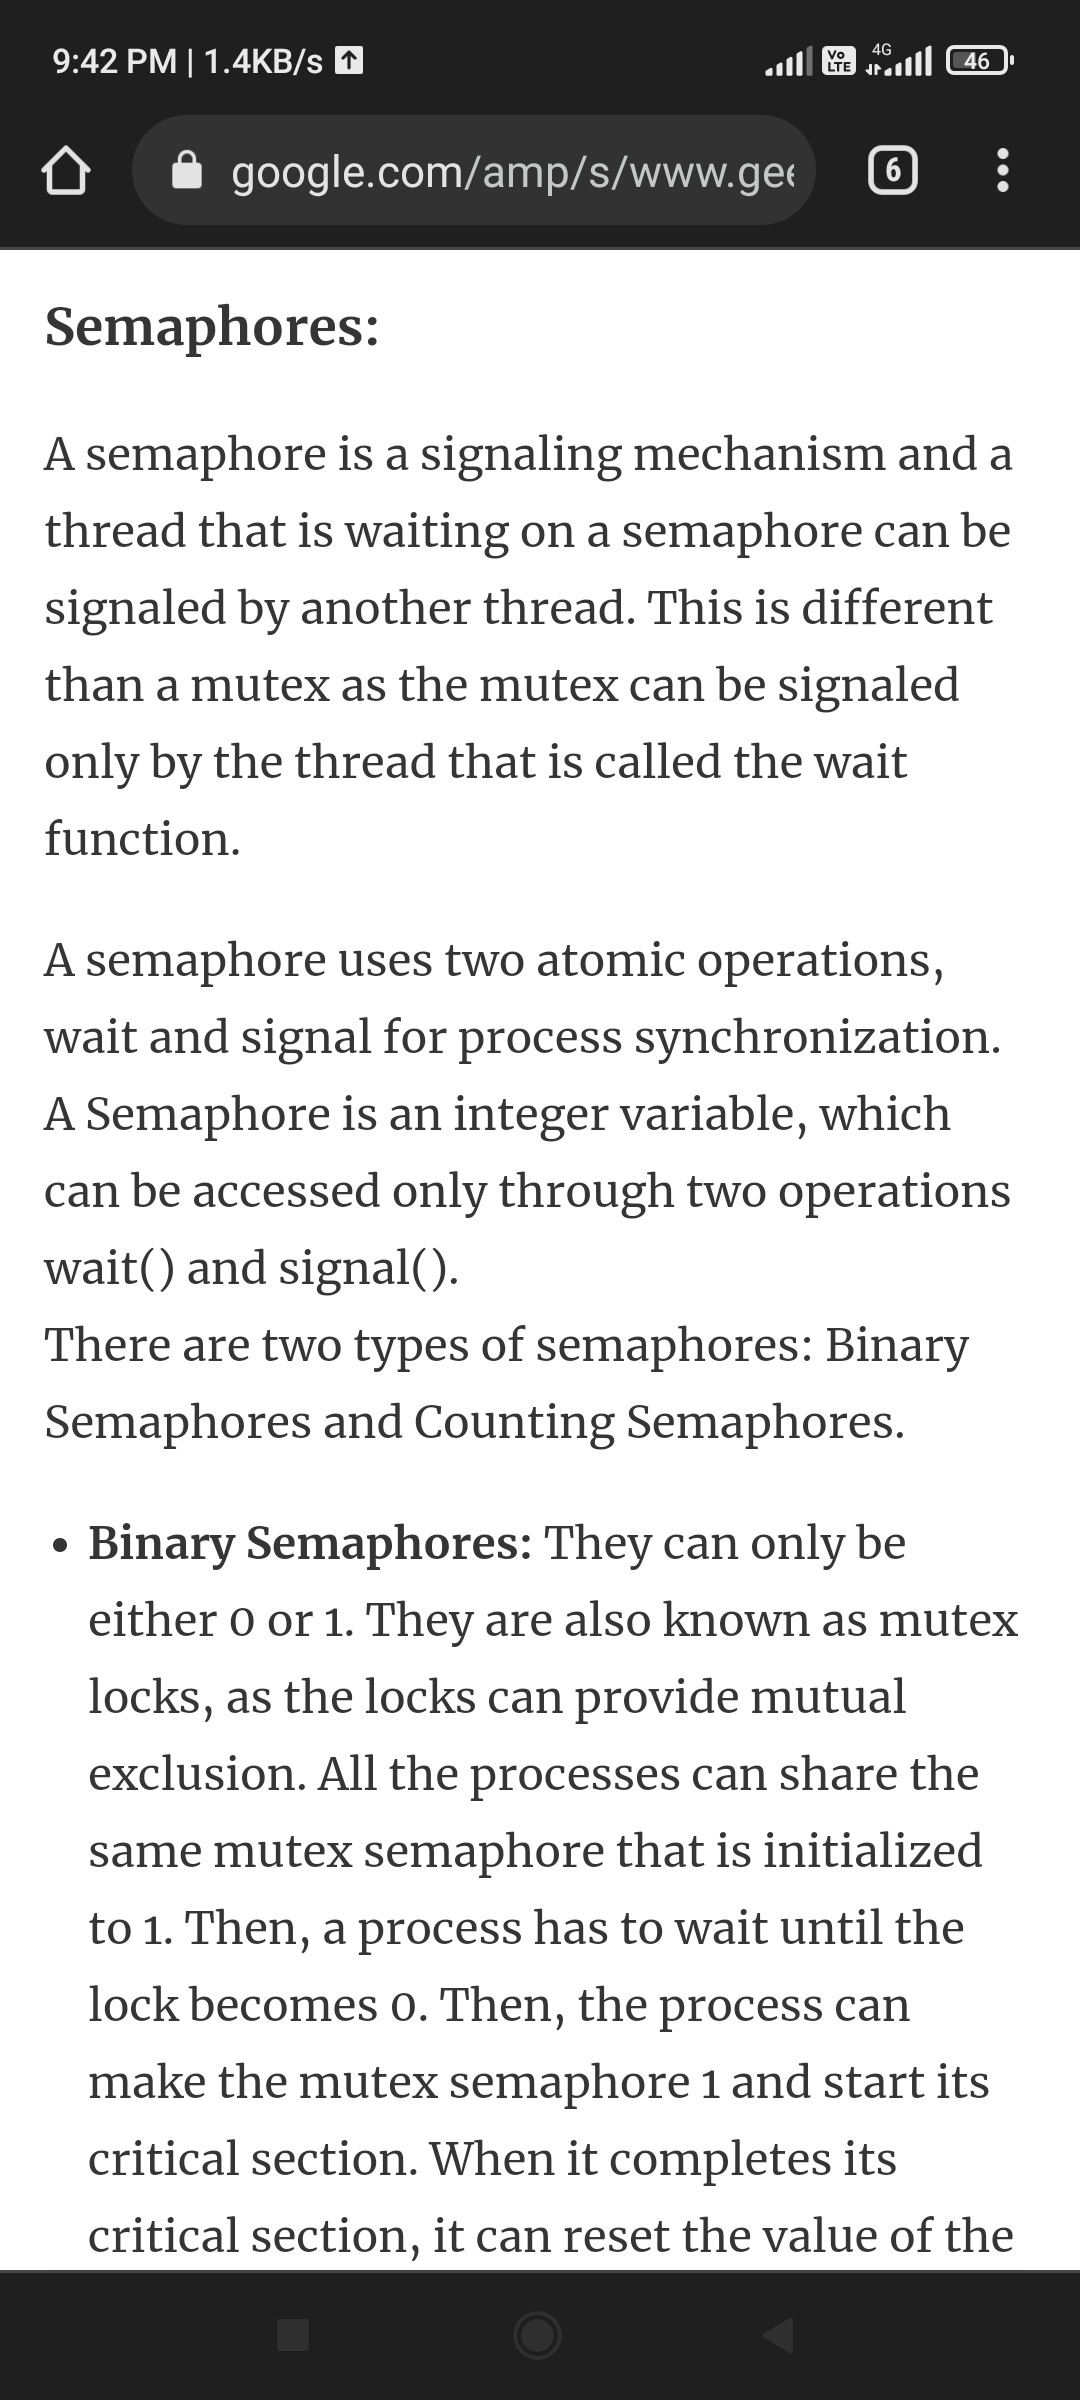 9:42 PM | 1.4KB/s
Vo LTE 4G 46
google.com/amp/s/www.gee
6
Semaphores:
A semaphore is a signaling mechanism and a
thread that is waiting on a semaphore can be
signaled by another thread. This is different
than a mutex as the mutex can be signaled
only by the thread that is called the wait
function.
A semaphore uses two atomic operations,
wait and signal for process synchronization.
A Semaphore is an integer variable, which
can be accessed only through two operations
wait() and signal().
There are two types of semaphores: Binary
Semaphores and Counting Semaphores.
• Binary Semaphores: They can only be
either 0 or 1. They are also known as mutex
locks, as the locks can provide mutual
exclusion. All the processes can share the
same mutex semaphore that is initialized
to 1. Then, a process has to wait until the
lock becomes 0. Then, the process can
make the mutex semaphore 1 and start its
critical section. When it completes its
critical section, it can reset the value of the